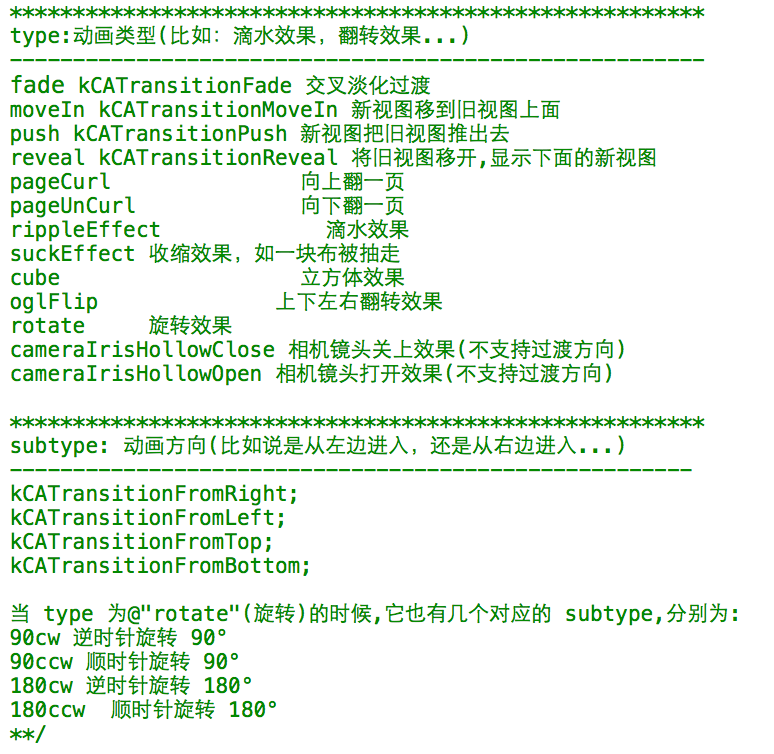 *******************************************************
type:动画类型(比如：滴水效果，翻转效果...)
-------------------------------------------------------
fade kCATransitionFade 交叉淡化过渡
moveIn kCATransitionMoveIn 新视图移到旧视图上面
push kCATransitionPush 新视图把旧视图推出去
reveal kCATransitionReveal 将旧视图移开,显示下面的新视图
pageCurl 向上翻一页
pageUnCurl 向下翻一页
rippleEffect 滴水效果
suckEffect 收缩效果，如一块布被抽走
cube 立方体效果
oglFlip 上下左右翻转效果
rotate 旋转效果
cameraIrisHollowClose 相机镜头关上效果(不支持过渡方向)
cameraIrisHollowOpen 相机镜头打开效果(不支持过渡方向)
*******************************************************
subtype: 动画方向(比如说是从左边进入，还是从右边进入...)
------------------------------------------------------
kCATransitionFromRight;
kCATransitionFromLeft;
kCATransitionFromTop;
kCATransitionFromBottom;
当 type 为@"rotate"(旋转)的时候,它也有几个对应的 subtype,分别为:
90cw 逆时针旋转 90°
90ccw 顺时针旋转 90°
180cw 逆时针旋转 180°
180ccw 顺时针旋转 180°
**/